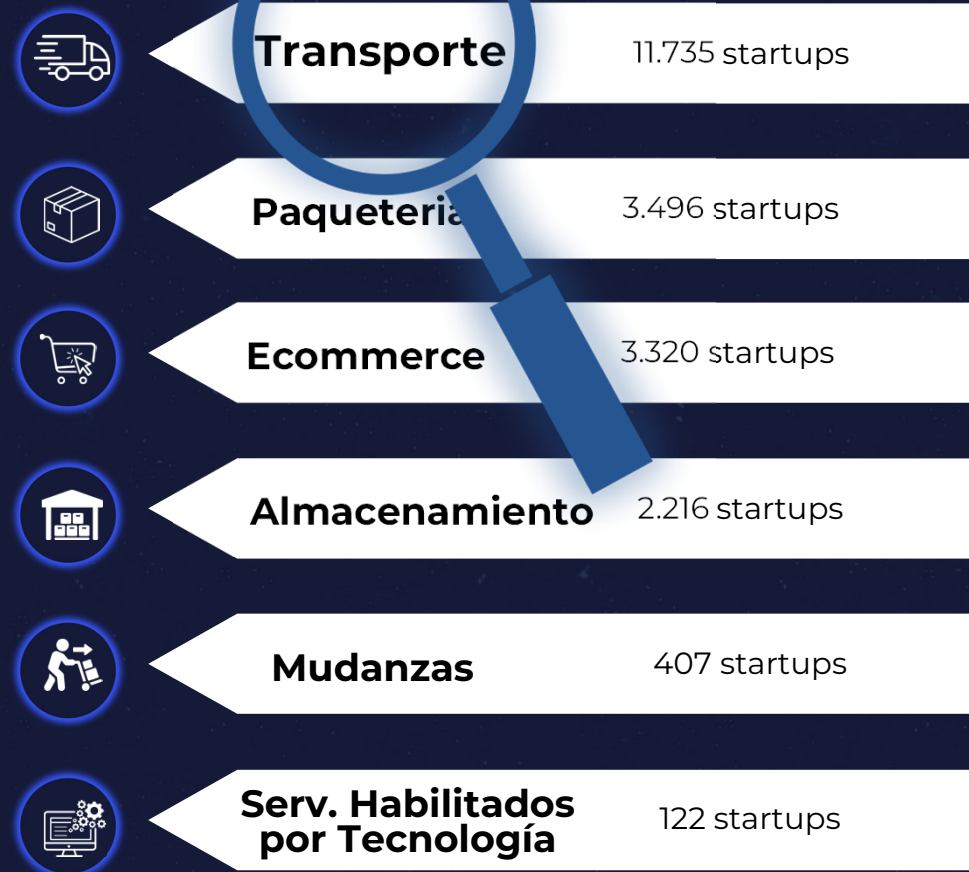 Transporte 11.735 startups
Paqueteria 3.496 startups
Ecommerce 3.320 startups
Almacenamiento 2.216 startups
Mudanzas 407 startups
Serv. Habilitados
por Tecnología 122 startups